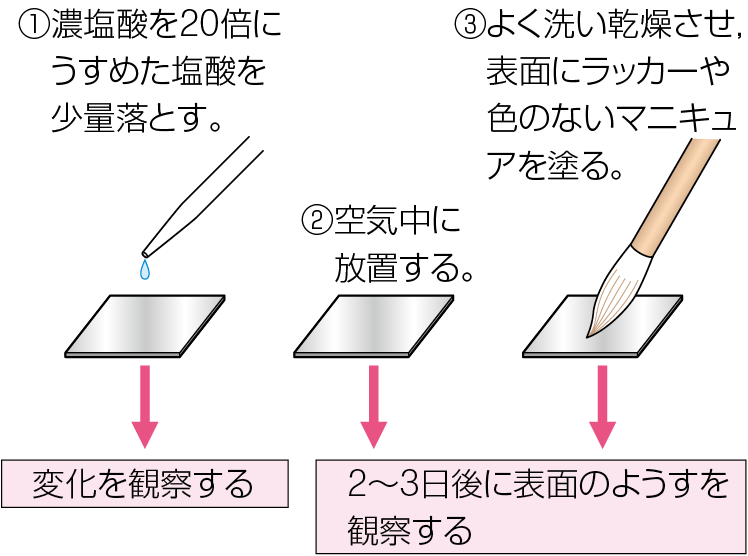 ①濃塩酸を20倍に
うすめた塩酸を
少量落とす。
②空気中に
放置する。
③よく洗い乾燥させ,
表面にラッカーや
色のないマニキュ
アを塗る。
変化を観察する
2〜3日後に表面のようすを
観察する